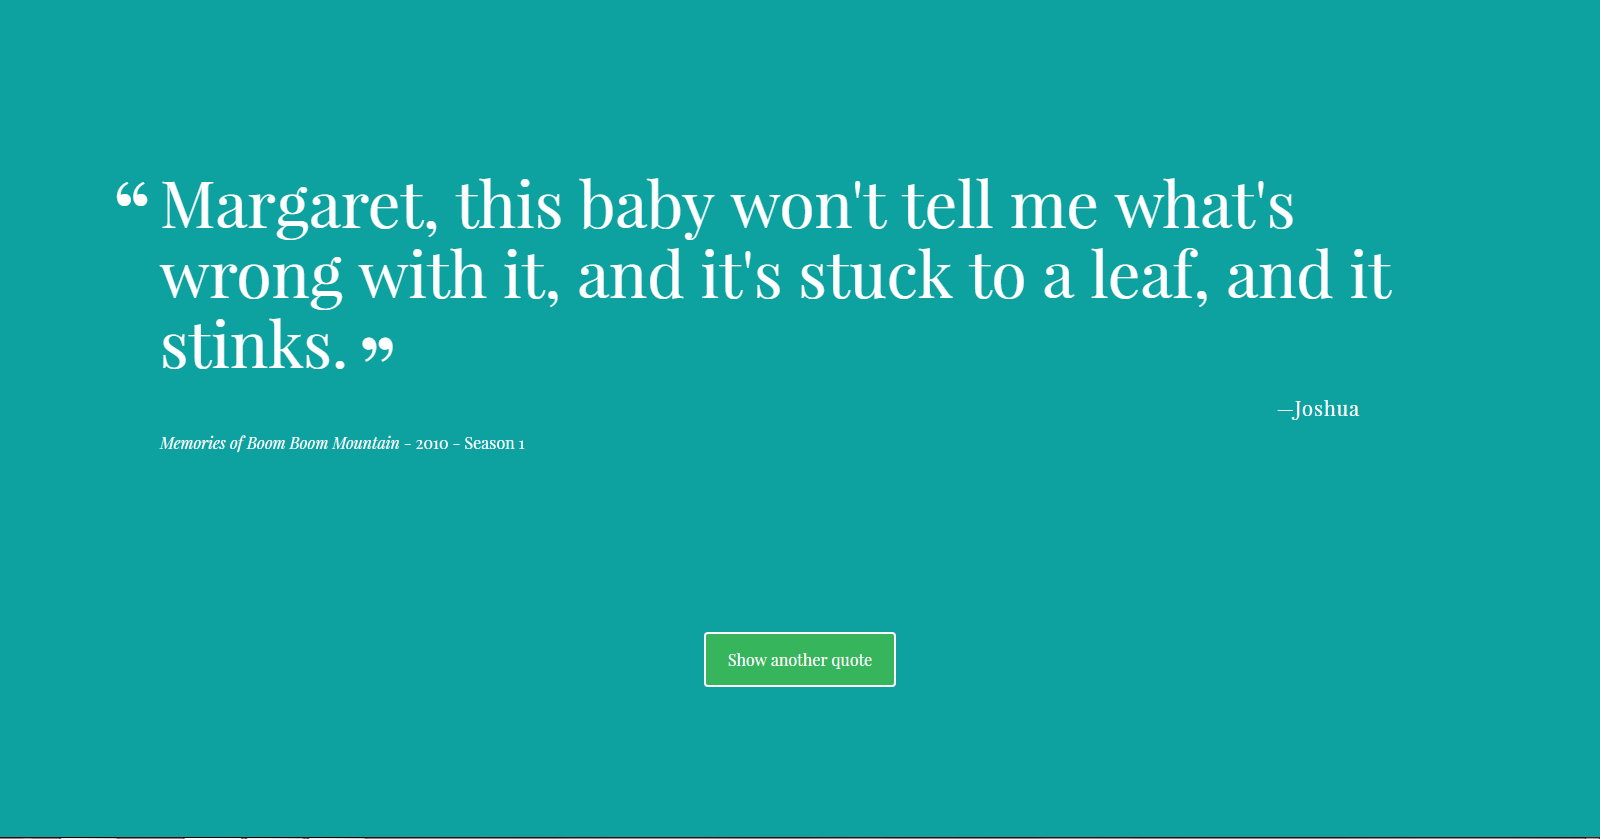 “ Margaret, this baby won't tell me what's
wrong with it, and it's stuck to a leaf, and it
stinks. ”
—Joshua
Memories of Boom Boom Mountain - 2010 - Season 1
Show another quote